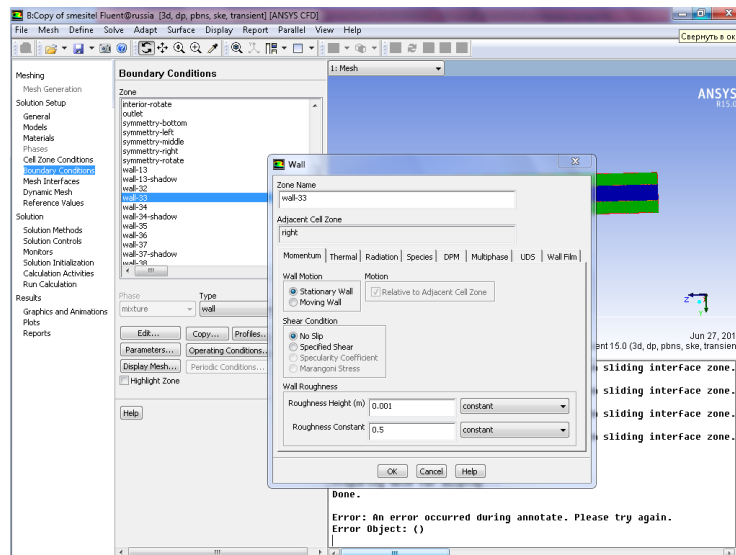 B:Copy of smesitel Fluent@russia [3d, dp, pbns, ske, transient] [ANSYS CFD]
File Mesh Define Solve Adapt Surface Display Report Parallel View Help
Свернуть в ок
Meshing
Mesh Generation
Solution Setup
General
Models
Materials
Phases
Cell Zone Conditions
Boundary Conditions
Mesh Interfaces
Dynamic Mesh
Reference Values
Solution
Solution Methods
Solution Controls
Monitors
Solution Initialization
Calculation Activities
Run Calculation
Results
Graphics and Animations
Plots
Reports
Boundary Conditions
Zone
interior-rotate
outlet
symmetry-bottom
symmettry-left
symmettry-middle
symmettry-right
symmettry-rotate
wall-13
wall-13-shadow
wall-32
wall-33
wall-34
wall-34-shadow
wall-35
wall-36
wall-37
wall-37-shadow
wall-38
Phase
Type
mixture
wall
Edit...
Copy...
Profiles...
Parameters...
Operating Conditions...
Display Mesh...
Periodic Conditions...
Highlight Zone
Help
1: Mesh
ANSYS
R15.0
Wall
Zone Name
wall-33
Adjacent Cell Zone
right
Momentum Thermal Radiation Species DPM Multiphase UDS Wall Film
Wall Motion
Motion
Stationary Wall
Moving Wall
Relative to Adjacent Cell Zone
Shear Condition
No Slip
Specified Shear
Specularity Coefficient
Marangoni Stress
Wall Roughness
Roughness Height (m)
0.001
constant
Roughness Constant
0.5
constant
OK
Cancel
Help
Z
Y
Jun 27, 201
ent 15.0 (3d, dp, pbns, ske, transien
sliding interface zone.
sliding interface zone.
sliding interface zone.
sliding interface zone.
Done.
Error: An error occurred during annotate. Please try again.
Error Object: ()